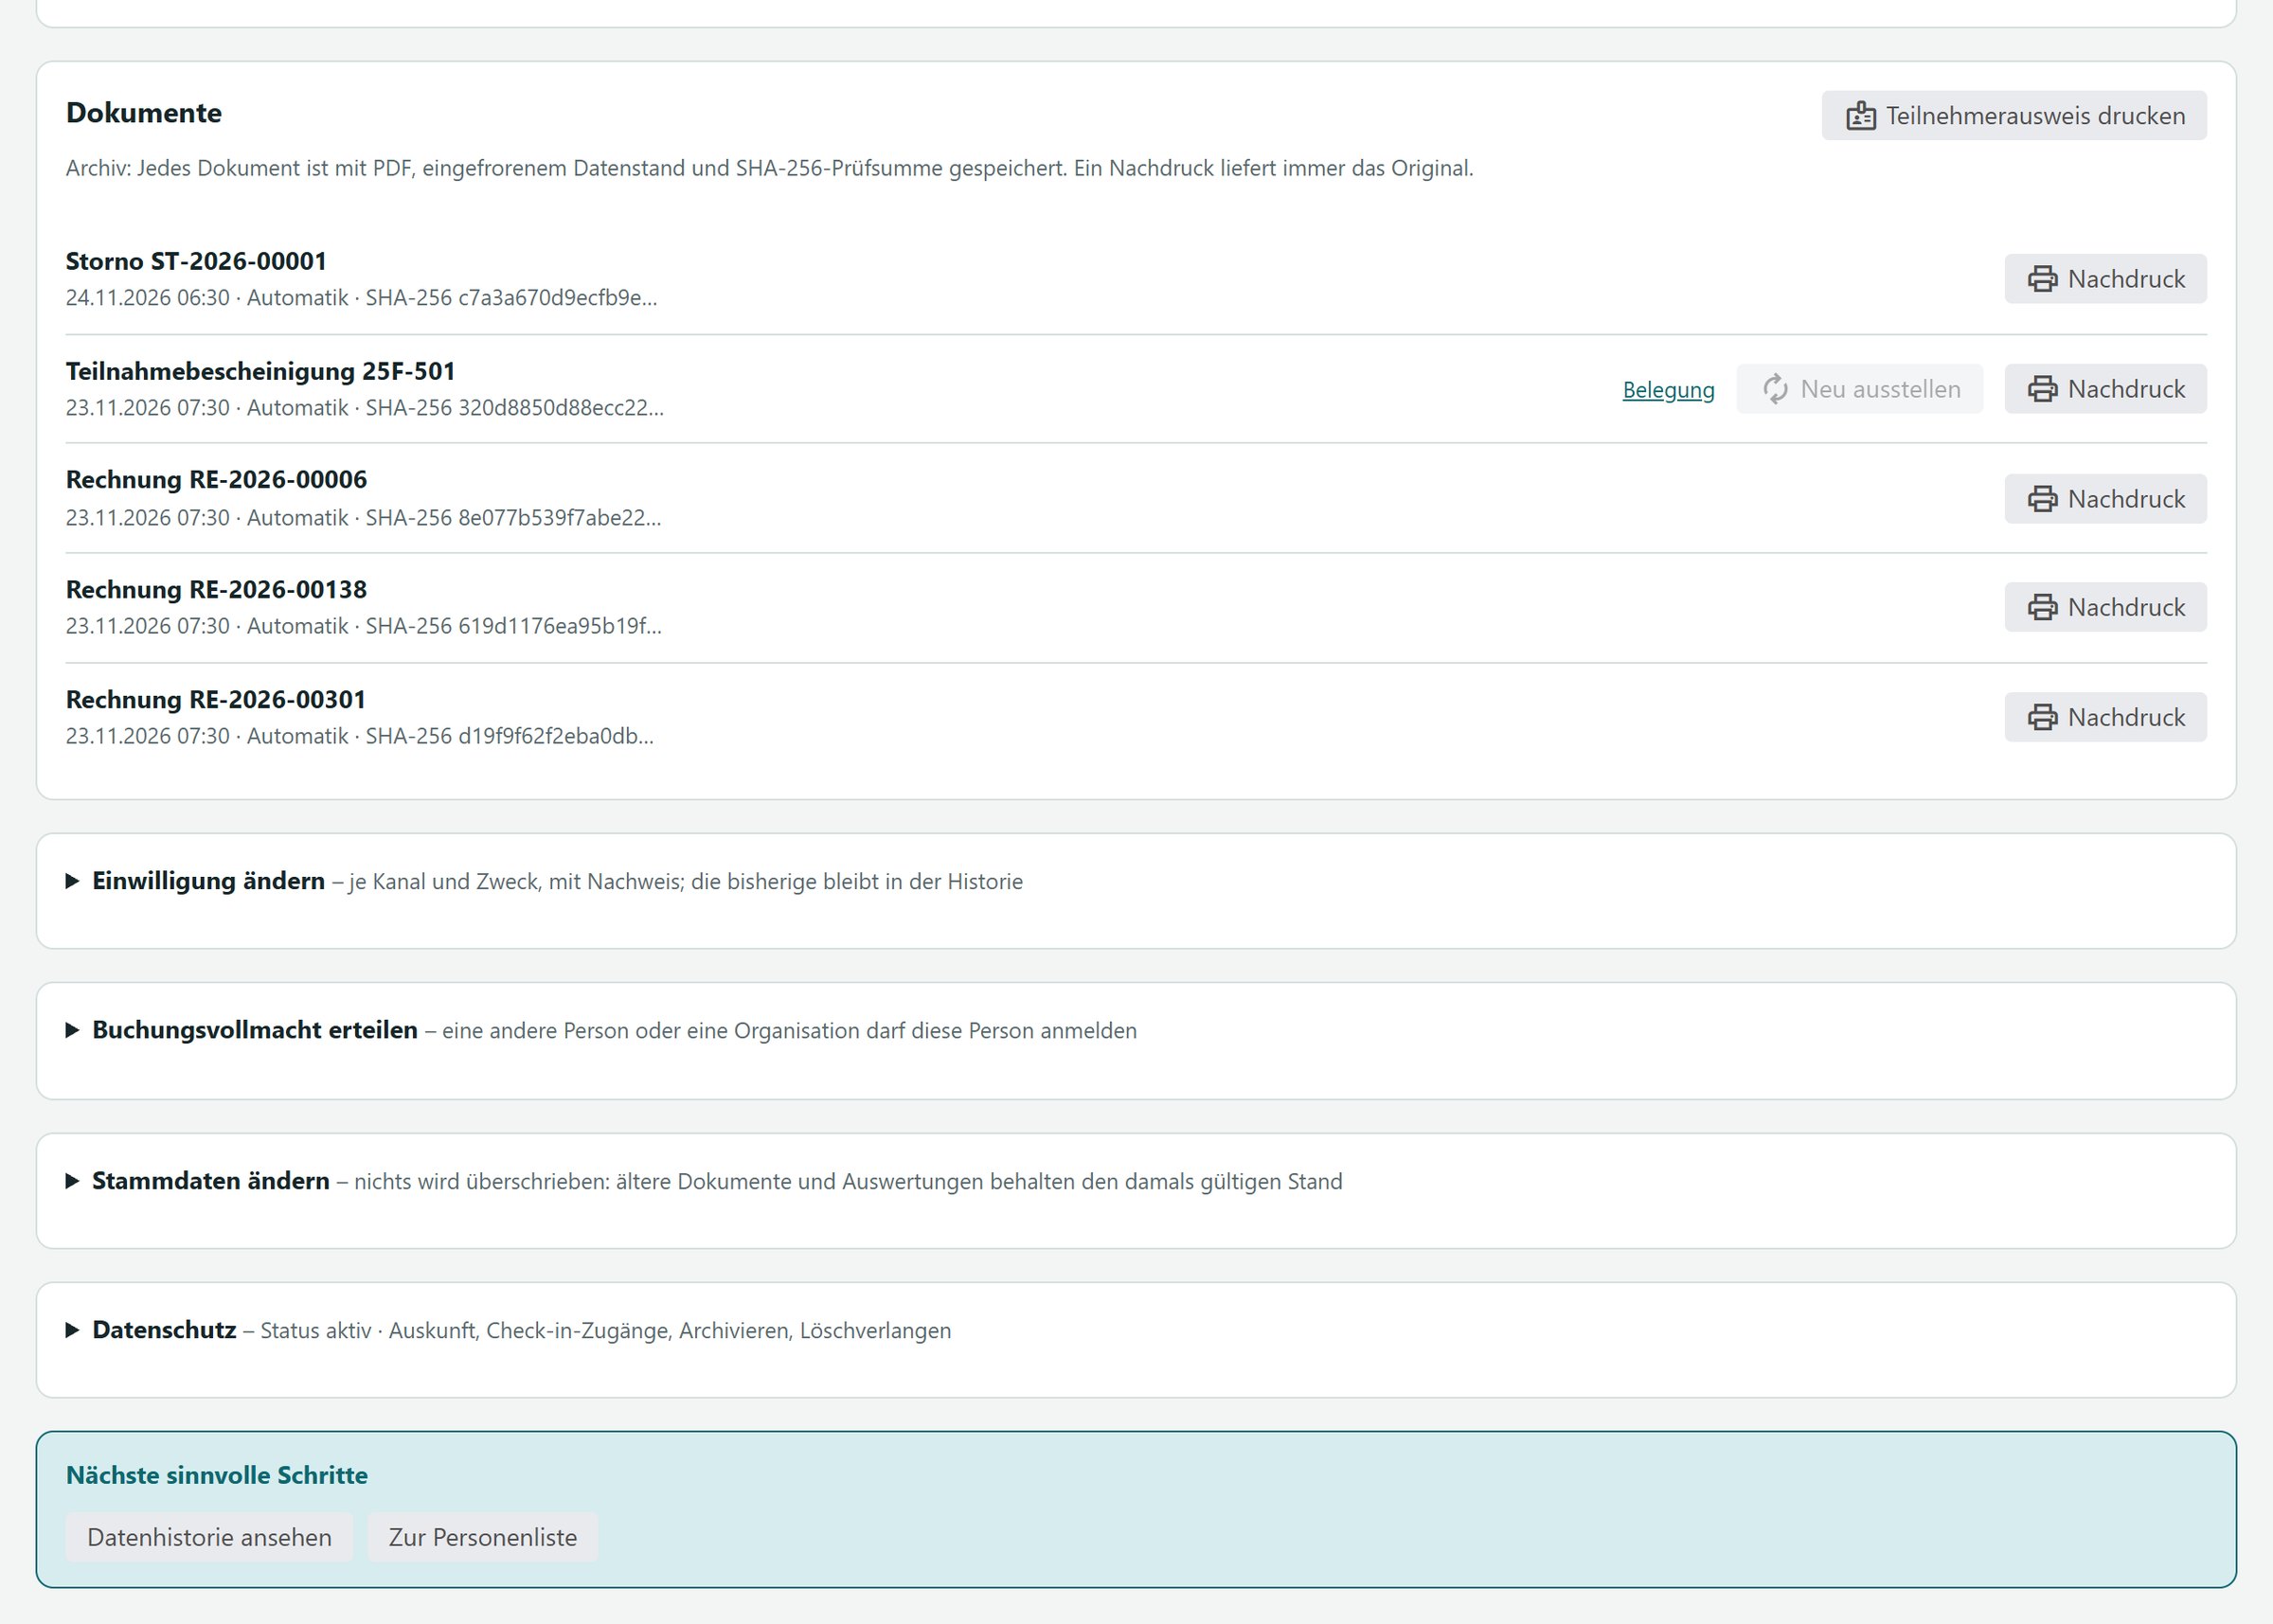 Dokumente
Teilnehmerausweis drucken
Archiv: Jedes Dokument ist mit PDF, eingefrorenem Datenstand und SHA-256-Prüfsumme gespeichert. Ein Nachdruck liefert immer das Original.
Storno ST-2026-00001
24.11.2026 06:30 · Automatik · SHA-256 c7a3a670d9ecfb9e...
Nachdruck
Teilnahmebescheinigung 25F-501
23.11.2026 07:30 · Automatik · SHA-256 320d8850d88ecc22...
Belegung
Neu ausstellen
Nachdruck
Rechnung RE-2026-00006
23.11.2026 07:30 · Automatik · SHA-256 8e077b539f7abe22...
Nachdruck
Rechnung RE-2026-00138
23.11.2026 07:30 · Automatik · SHA-256 619d1176ea95b19f...
Nachdruck
Rechnung RE-2026-00301
23.11.2026 07:30 · Automatik · SHA-256 d19f9f62f2eba0db...
Nachdruck
Einwilligung ändern – je Kanal und Zweck, mit Nachweis; die bisherige bleibt in der Historie
Buchungsvollmacht erteilen – eine andere Person oder eine Organisation darf diese Person anmelden
Stammdaten ändern – nichts wird überschrieben: ältere Dokumente und Auswertungen behalten den damals gültigen Stand
Datenschutz – Status aktiv · Auskunft, Check-in-Zugänge, Archivieren, Löschverlangen
Nächste sinnvolle Schritte
Datenhistorie ansehen
Zur Personenliste